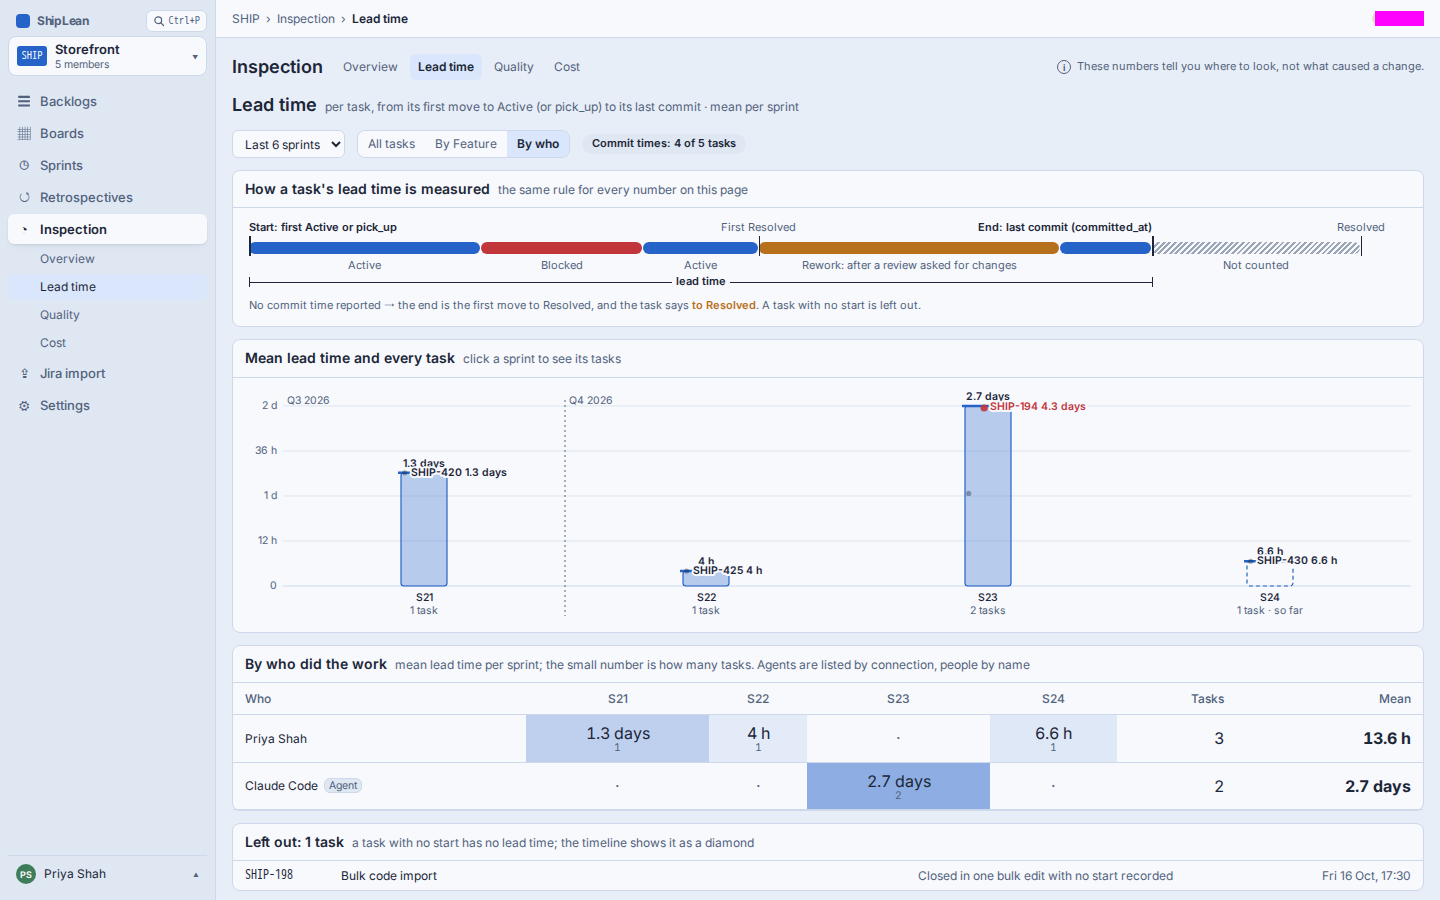 ShipLean
Ctrl+P
SHIP
Storefront
5 members
Backlogs
Boards
Sprints
Retrospectives
Inspection
Overview
Lead time
Quality
Cost
Jira import
Settings
PS Priya Shah
SHIP › Inspection › Lead time
Inspection Overview Lead time Quality Cost
These numbers tell you where to look, not what caused a change.
Lead time per task, from its first move to Active (or pick_up) to its last commit · mean per sprint
Last 6 sprints All tasks By Feature By who Commit times: 4 of 5 tasks
How a task's lead time is measured the same rule for every number on this page
Start: first Active or pick_up First Resolved End: last commit (committed_at) Resolved
Active Blocked Active Rework: after a review asked for changes Not counted
lead time
No commit time reported → the end is the first move to Resolved, and the task says to Resolved. A task with no start is left out.
Mean lead time and every task click a sprint to see its tasks
Q3 2026 Q4 2026
2 d
36 h
1 d
12 h
0
1.3 days
SHIP-420 1.3 days
4 h
SHIP-425 4 h
2.7 days
SHIP-194 4.3 days
6.6 h
SHIP-430 6.6 h
S21 S22 S23 S24
1 task 1 task 2 tasks 1 task · so far
By who did the work mean lead time per sprint; the small number is how many tasks. Agents are listed by connection, people by name
Who S21 S22 S23 S24 Tasks Mean
Priya Shah 1.3 days 4 h · 6.6 h 3 13.6 h
1 1 1
Claude Code Agent · · 2.7 days · 2 2.7 days
2
Left out: 1 task a task with no start has no lead time; the timeline shows it as a diamond
SHIP-198 Bulk code import Closed in one bulk edit with no start recorded Fri 16 Oct, 17:30